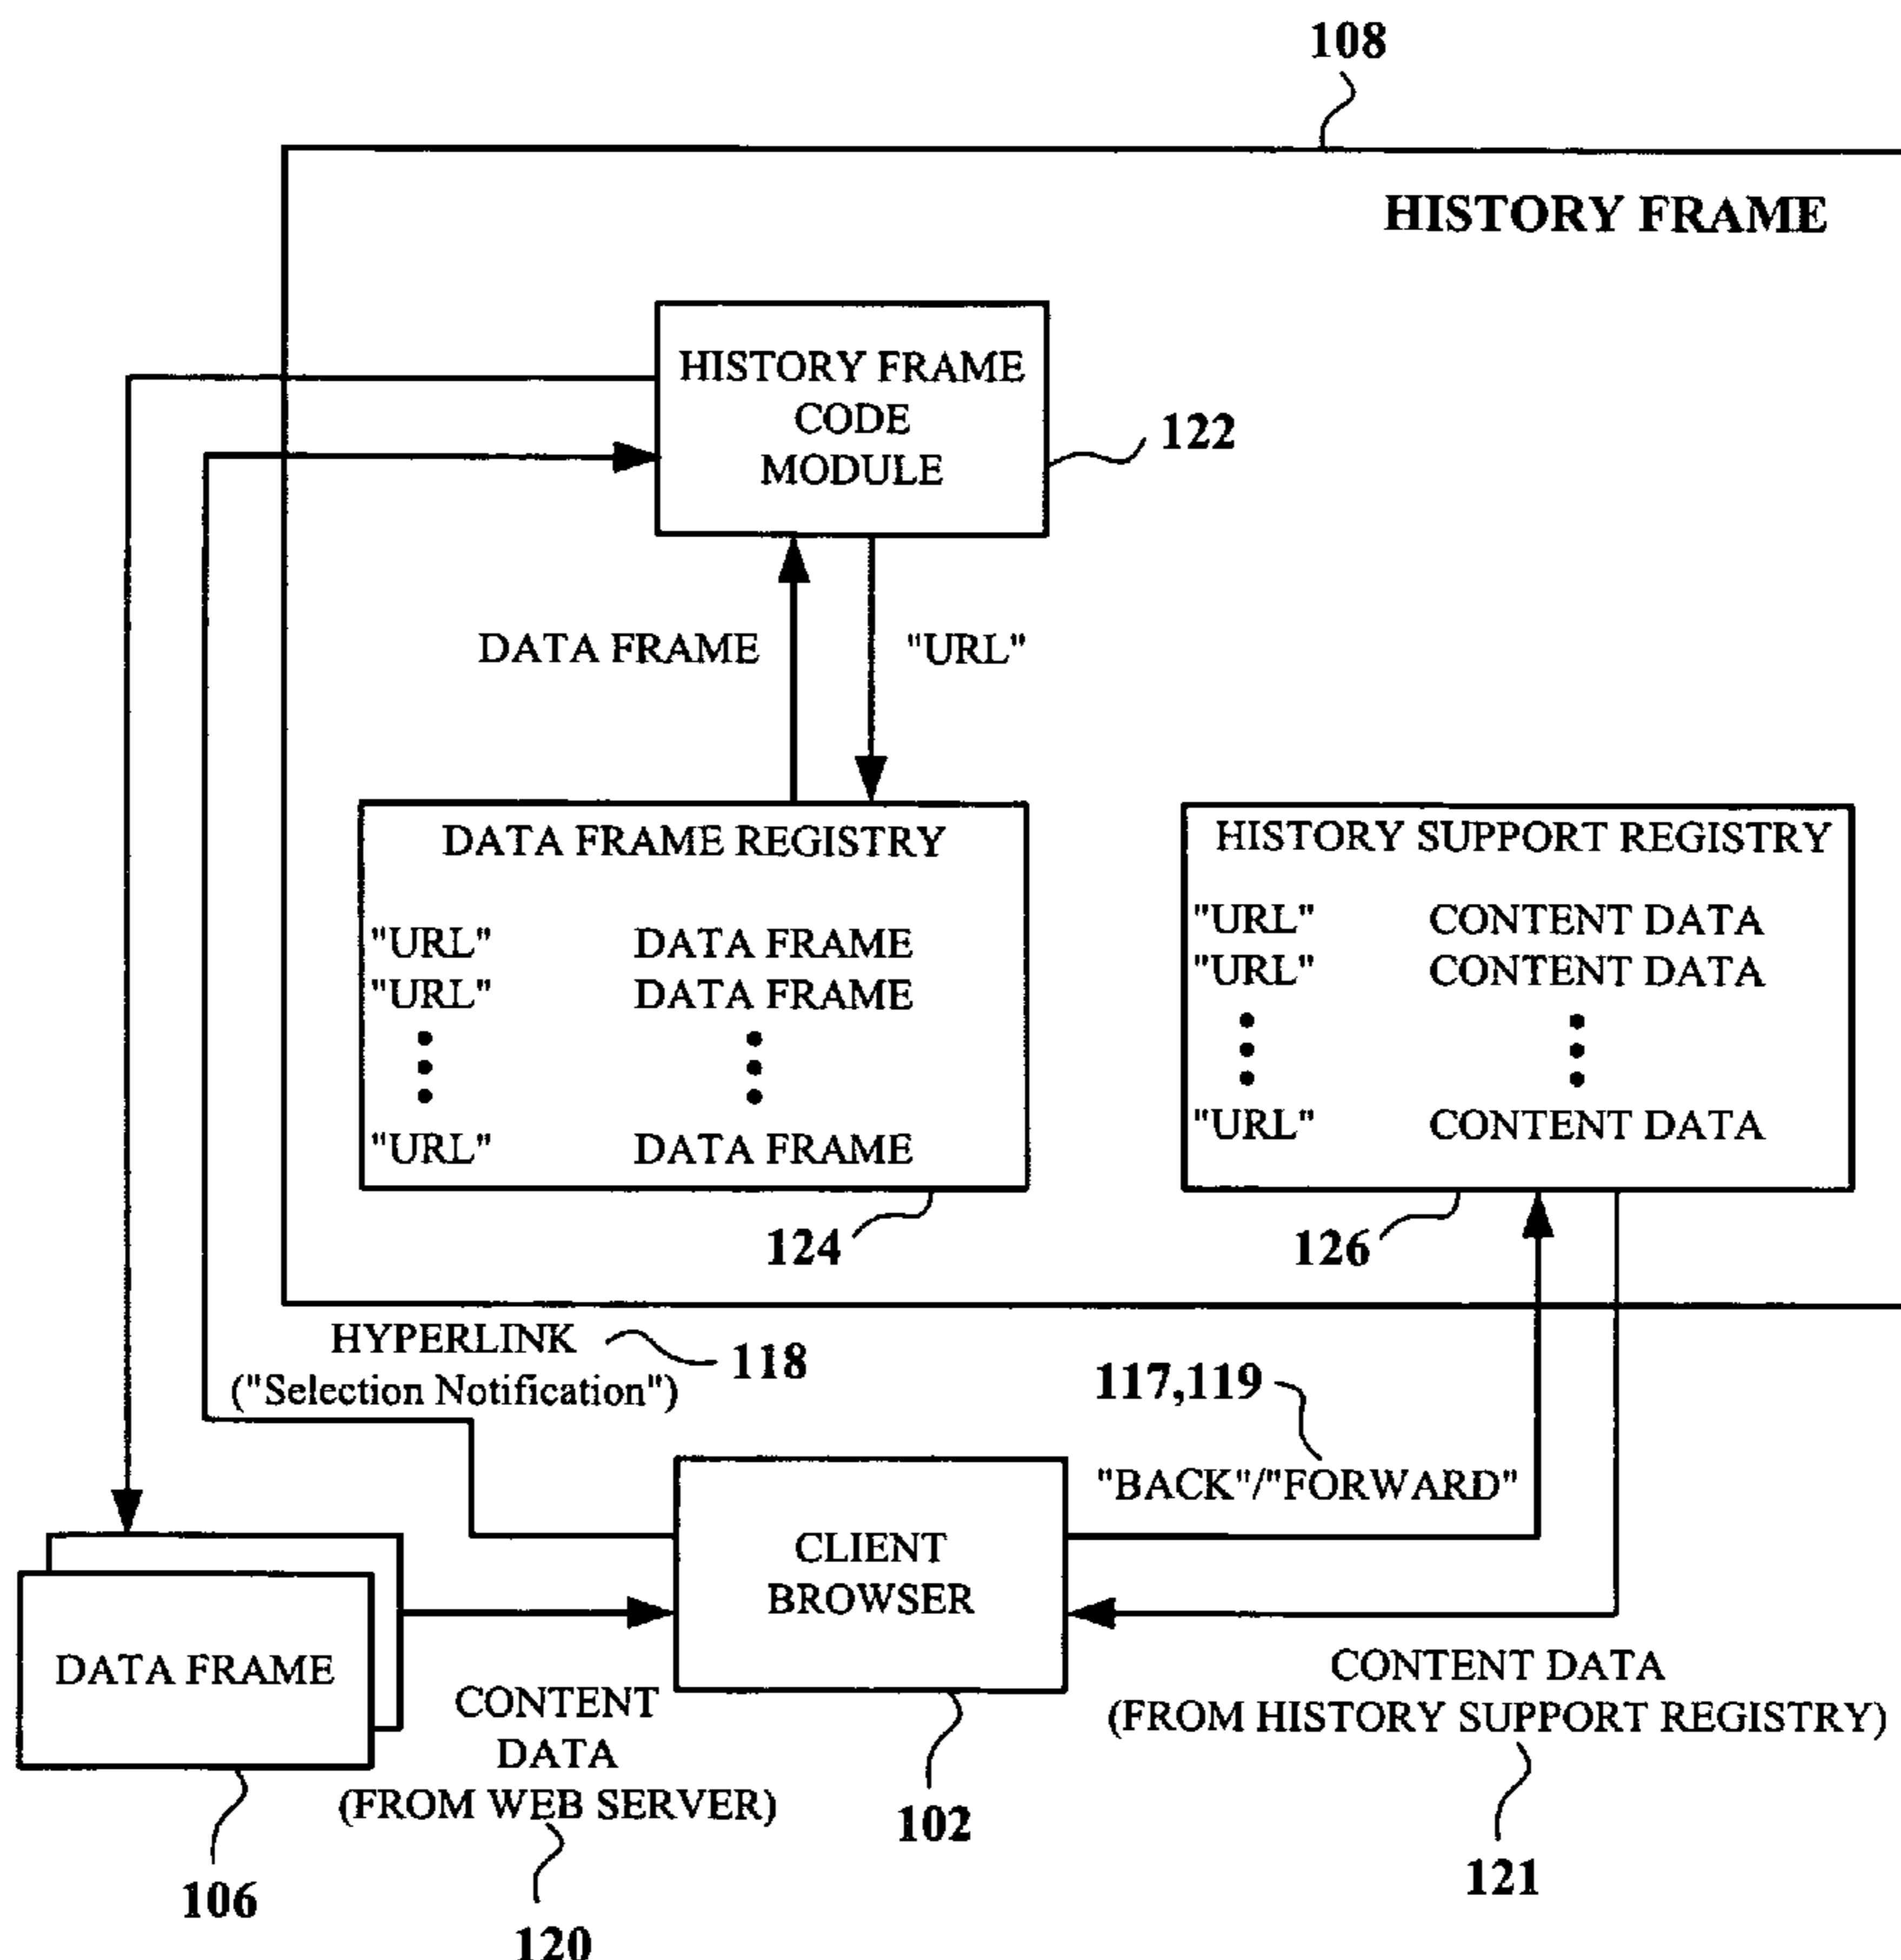 108
HISTORY FRAME
HISTORY FRAME
CODE
MODULE
122
DATA FRAME
"URL"
DATA FRAME REGISTRY
"URL" DATA FRAME
"URL" DATA FRAME
"URL" DATA FRAME
124
HISTORY SUPPORT REGISTRY
"URL" CONTENT DATA
"URL" CONTENT DATA
"URL" CONTENT DATA
126
HYPERLINK
("Selection Notification")
118
117,119
"BACK"/"FORWARD"
CLIENT
BROWSER
102
DATA FRAME
106
CONTENT
DATA
(FROM WEB SERVER)
120
CONTENT DATA
(FROM HISTORY SUPPORT REGISTRY)
121